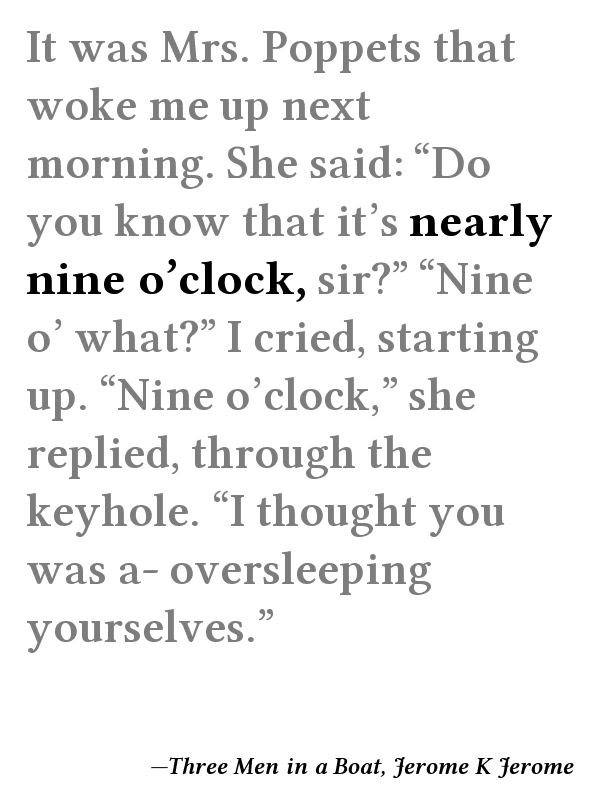 It was Mrs. Poppets that
woke me up next
morning. She said: “Do
you know that it’s nearly
nine o’clock, sir?” “Nine
o’ what?” I cried, starting
up. “Nine o’clock,” she
replied, through the
keyhole. “I thought you
was a- oversleeping
yourselves.”
—Three Men in a Boat, Jerome K Jerome